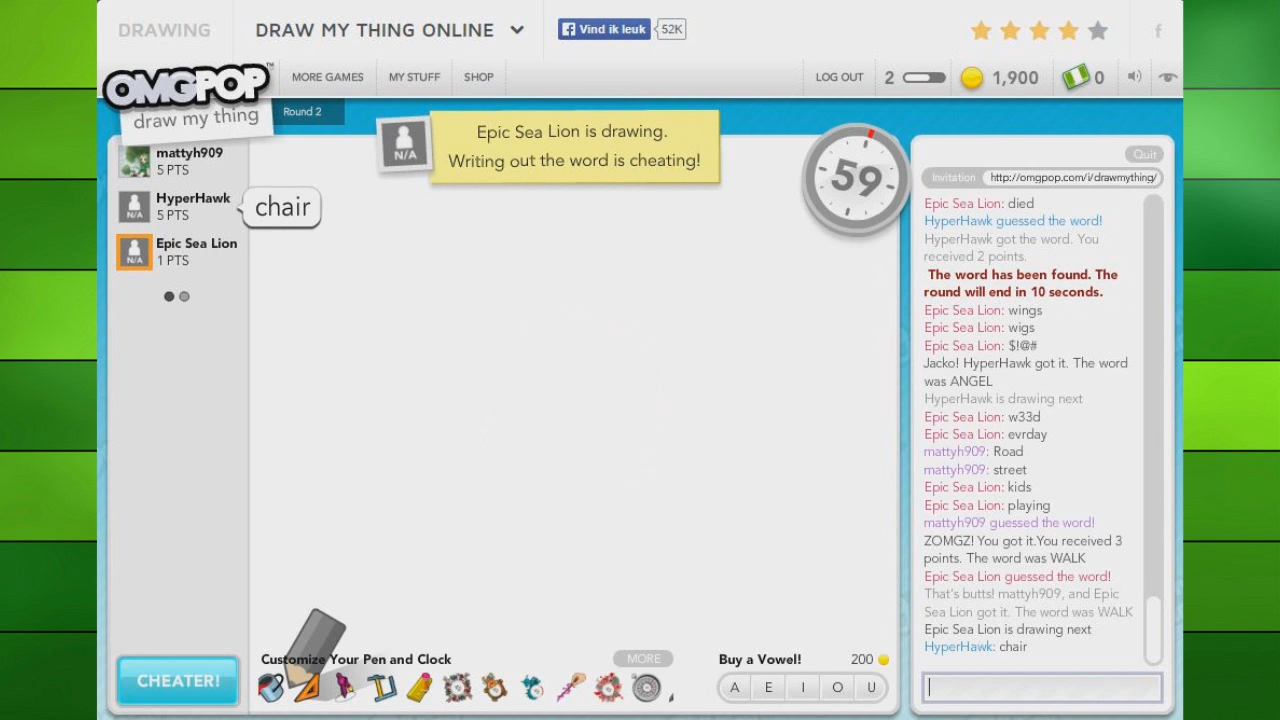 DRAWING
DRAW MY THING ONLINE
Vind ik leuk
52K
f
OMGPOP™
draw my thing
MORE GAMES
MY STUFF
SHOP
LOG OUT
2
1,900
0
Round 2
mattyh909
5 PTS
HyperHawk
5 PTS
chair
N/A
Epic Sea Lion
1 PTS
N/A
N/A
Epic Sea Lion is drawing.
Writing out the word is cheating!
59
Quit
Invitation
http://omgpop.com/i/drawmything/
Epic Sea Lion: died
HyperHawk guessed the word!
HyperHawk got the word. You
received 2 points.
The word has been found. The
round will end in 10 seconds.
Epic Sea Lion: wings
Epic Sea Lion: wigs
Epic Sea Lion: $!@#
Jacko! HyperHawk got it. The word
was ANGEL
HyperHawk is drawing next
Epic Sea Lion: w33d
Epic Sea Lion: evrday
mattyh909: Road
mattyh909: street
Epic Sea Lion: kids
Epic Sea Lion: playing
mattyh909 guessed the word!
ZOMGZ! You got it.You received 3
points. The word was WALK
Epic Sea Lion guessed the word!
That's butts! mattyh909, and Epic
Sea Lion got it. The word was WALK
Epic Sea Lion is drawing next
HyperHawk: chair
CHEATER!
Customize Your Pen and Clock
MORE
Buy a Vowel!
200
A E I O U